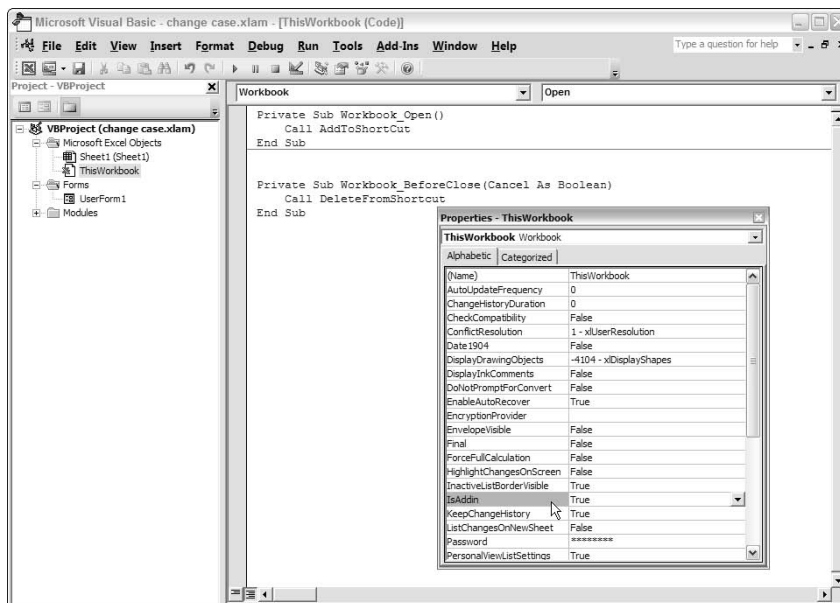 Microsoft Visual Basic - change case.xlam - [ThisWorkbook (Code)]
File Edit View Insert Format Debug Run Tools Add-Ins Window Help
Type a question for help
Project - VBProject
VBProject (change case.xlam)
Microsoft Excel Objects
Sheet1 (Sheet1)
ThisWorkbook
Forms
UserForm1
Modules
Workbook Open
Private Sub Workbook_Open()
Call AddToShortCut
End Sub
Private Sub Workbook_BeforeClose(Cancel As Boolean)
Call DeleteFromShortcut
End Sub
Properties - ThisWorkbook
ThisWorkbook Workbook
Alphabetic Categorized
(Name) ThisWorkbook
AutoUpdateFrequency 0
ChangeHistoryDuration 0
CheckCompatibility False
ConflictResolution 1 - xlUserResolution
Date1904 False
DisplayDrawingObjects -4104 - xlDisplayShapes
DisplayInkComments False
DoNotPromptForConvert False
EnableAutoRecover True
EncryptionProvider
EnvelopeVisible False
Final False
ForceFullCalculation False
HighlightChangesOnScreen False
InactiveListBorderVisible True
IsAddin True
KeepChangeHistory True
ListChangesOnNewSheet False
Password ********
PersonalViewListSettings True